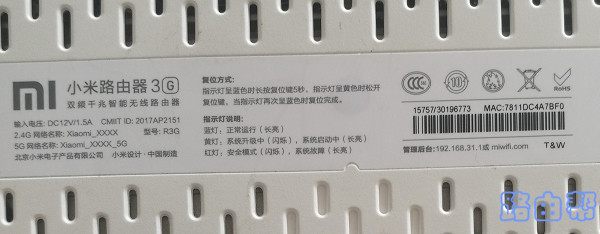 小米路由器 3G
双频千兆智能无线路由器
输入电压: DC12V/1.5A CMIIT ID: 2017AP2151
2.4G 网络名称: Xiaomi_XXXX 型号: R3G
5G 网络名称: Xiaomi_XXXX_5G
北京小米电子产品有限公司 小米设计 · 中国制造
复位方式:
指示灯呈蓝色时长按复位键5秒, 指示灯呈黄色时松开
复位键, 当指示灯再次呈蓝色时复位完成。
指示灯说明:
蓝灯: 正常运行（长亮）
黄灯: 系统升级中（闪烁）, 系统启动中（长亮）
红灯: 安全模式（闪烁）, 系统故障（长亮）
15757/30196773 MAC:7811DC4A7BF0
管理后台: 192.168.31.1或 miwifi.com T&W
路由帮